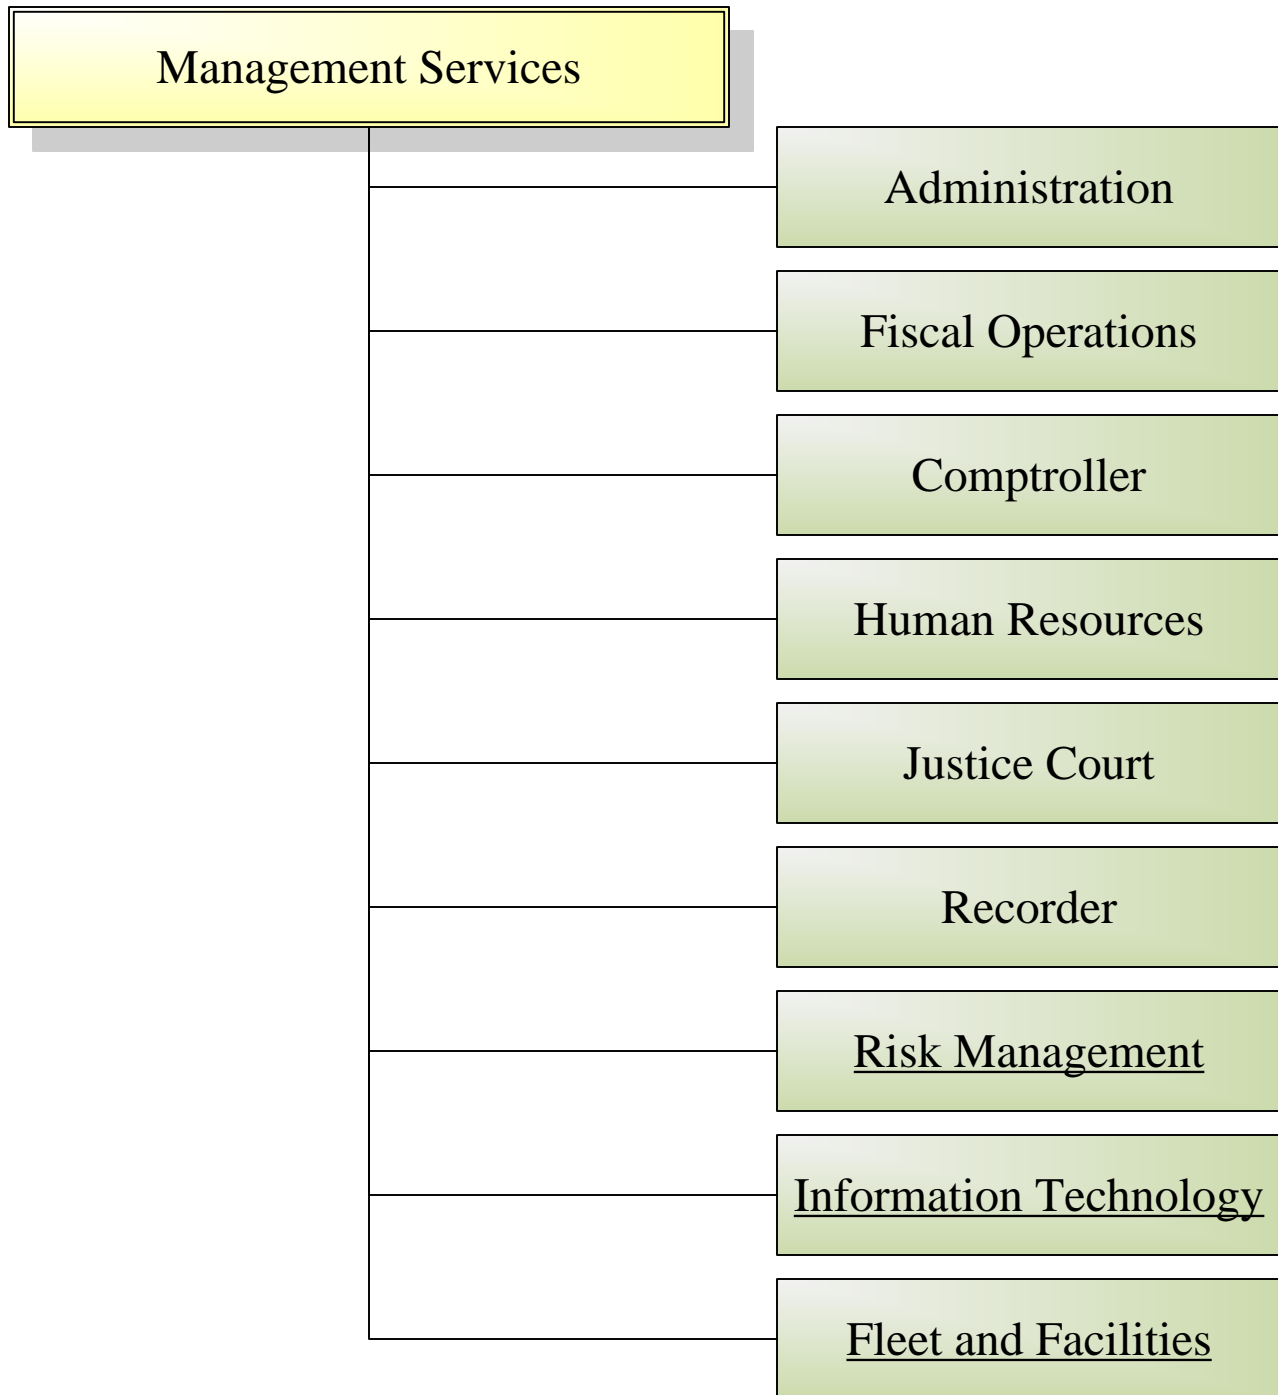 Management Services
Administration
Fiscal Operations
Comptroller
Human Resources
Justice Court
Recorder
Risk Management
Information Technology
Fleet and Facilities